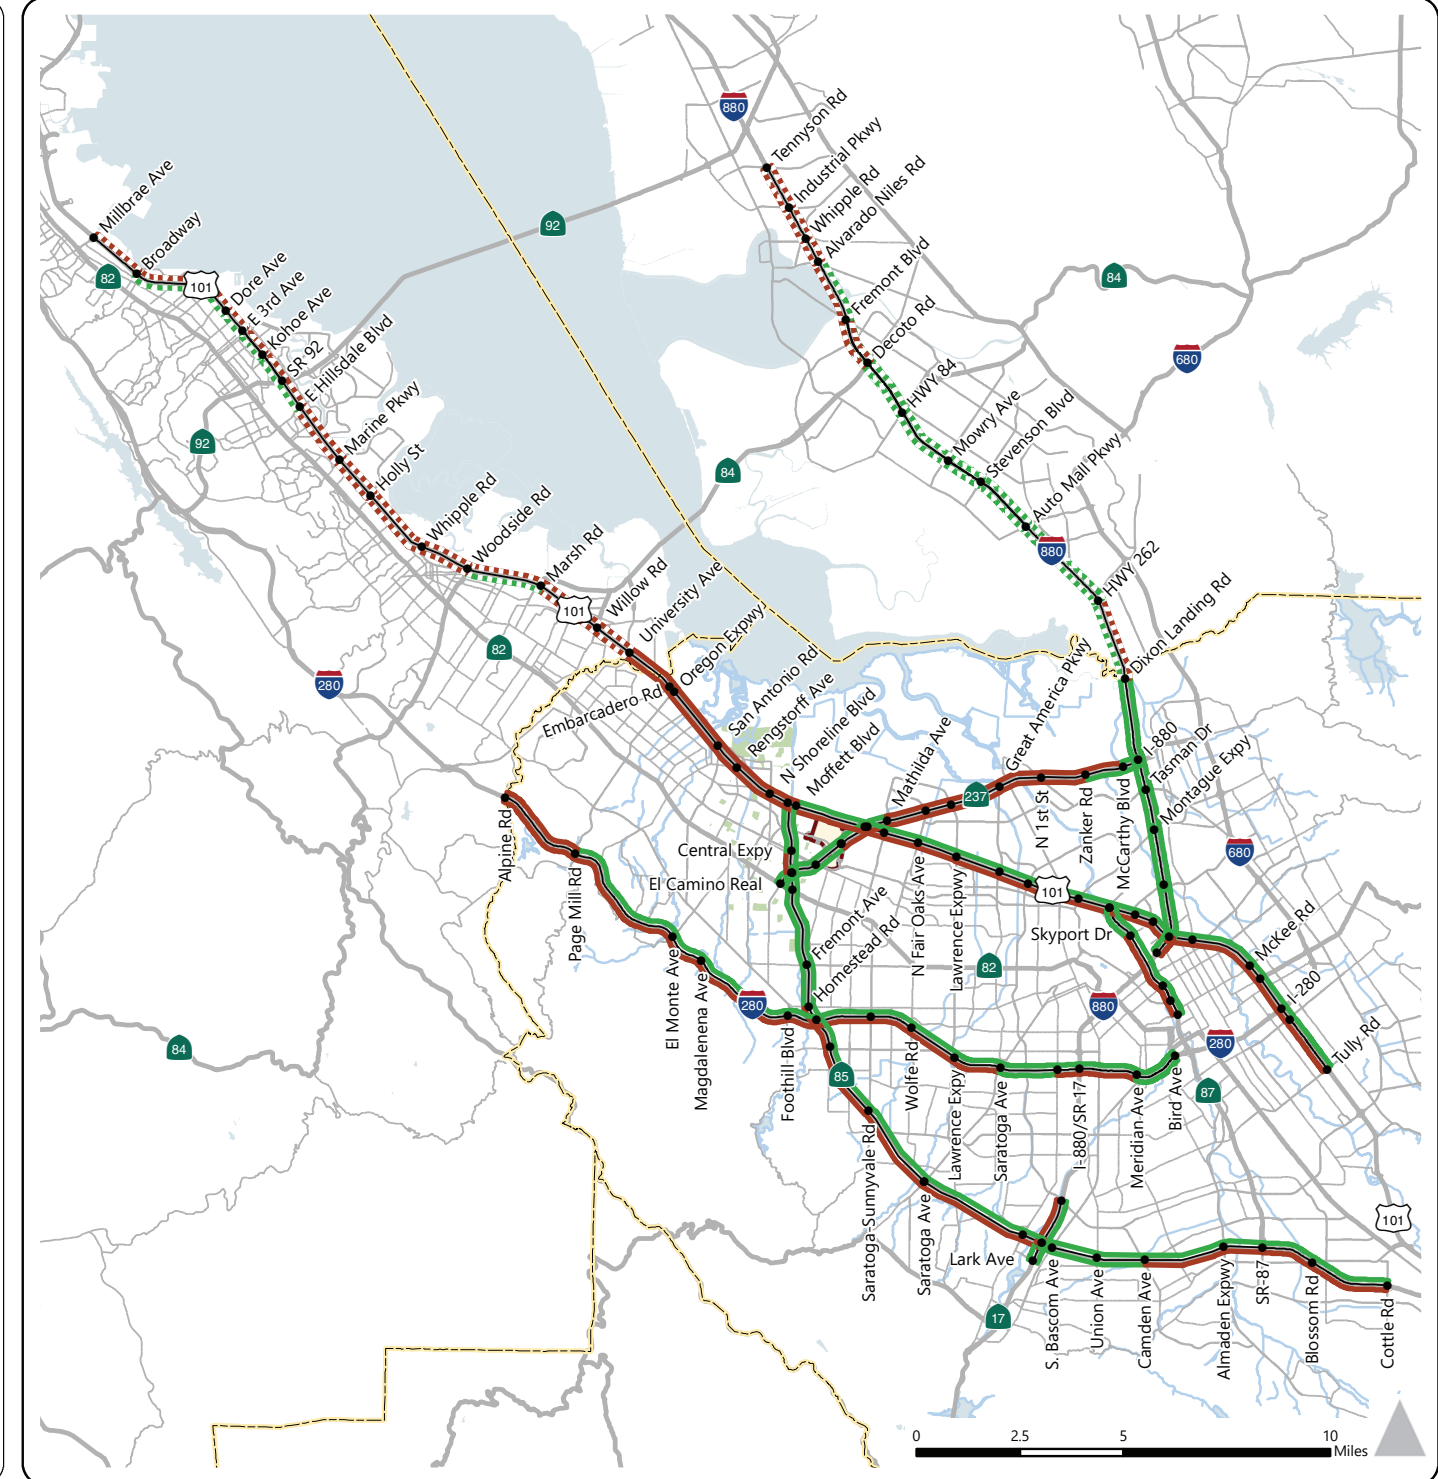 880
Tennyson Rd
Industrial Pkwy
Whipple Rd
Alvarado Niles Rd
Fremont Blvd
Decoto Rd
HWY 84
Mowry Ave
Stevenson Blvd
Auto Mall Pkwy
880
HWY 262
Dixon Landing Rd
92
84
680
84
Millbrae Ave
Broadway
82
101
Dore Ave
E 3rd Ave
Kohoe Ave
SR 92
E Hillsdale Blvd
92
Marine Pkwy
Holly St
Whipple Rd
Woodside Rd
Marsh Rd
101
Willow Rd
University Ave
82
280
Embarcadero Rd
Oregon Expwy
San Antonio Rd
Rengstorff Ave
N Shoreline Blvd
Moffett Blvd
Mathilda Ave
Great America Pkwy
237
N 1st St
Zanker Rd
McCarthy Blvd
I-880
Tasman Dr
Montague Expy
680
Alpine Rd
Page Mill Rd
Central Expy
El Camino Real
Fremont Ave
Homestead Rd
N Fair Oaks Ave
Lawrence Expwy
101
Skyport Dr
82
McKee Rd
I-280
Tully Rd
880
280
87
El Monte Ave
Magdalenena Ave
280
Foothill Blvd
85
Wolfe Rd
Lawrence Expy
Saratoga Ave
I-880/SR-17
Meridian Ave
Bird Ave
84
Saratoga-Sunnyvale Rd
Saratoga Ave
Lark Ave
17
S. Bascom Ave
Union Ave
Camden Ave
Almaden Expwy
SR-87
Blossom Rd
Cottle Rd
101
0 2.5 5 10
Miles